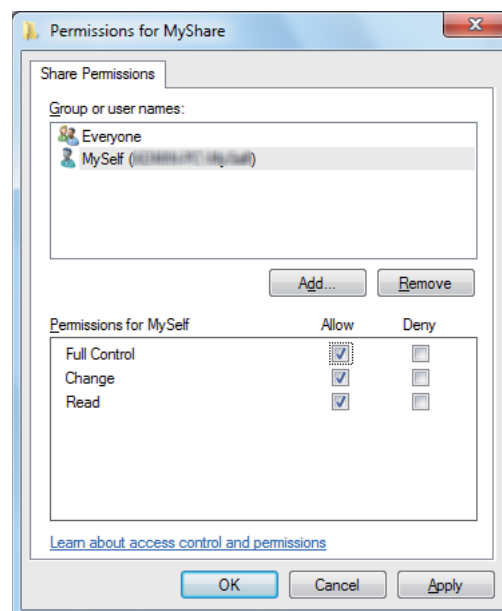 Permissions for MyShare
Share Permissions
Group or user names:
Everyone
MySelf (
Add... Remove
Permissions for MySelf Allow Deny
Full Control
Change
Read
Learn about access control and permissions
OK Cancel Apply